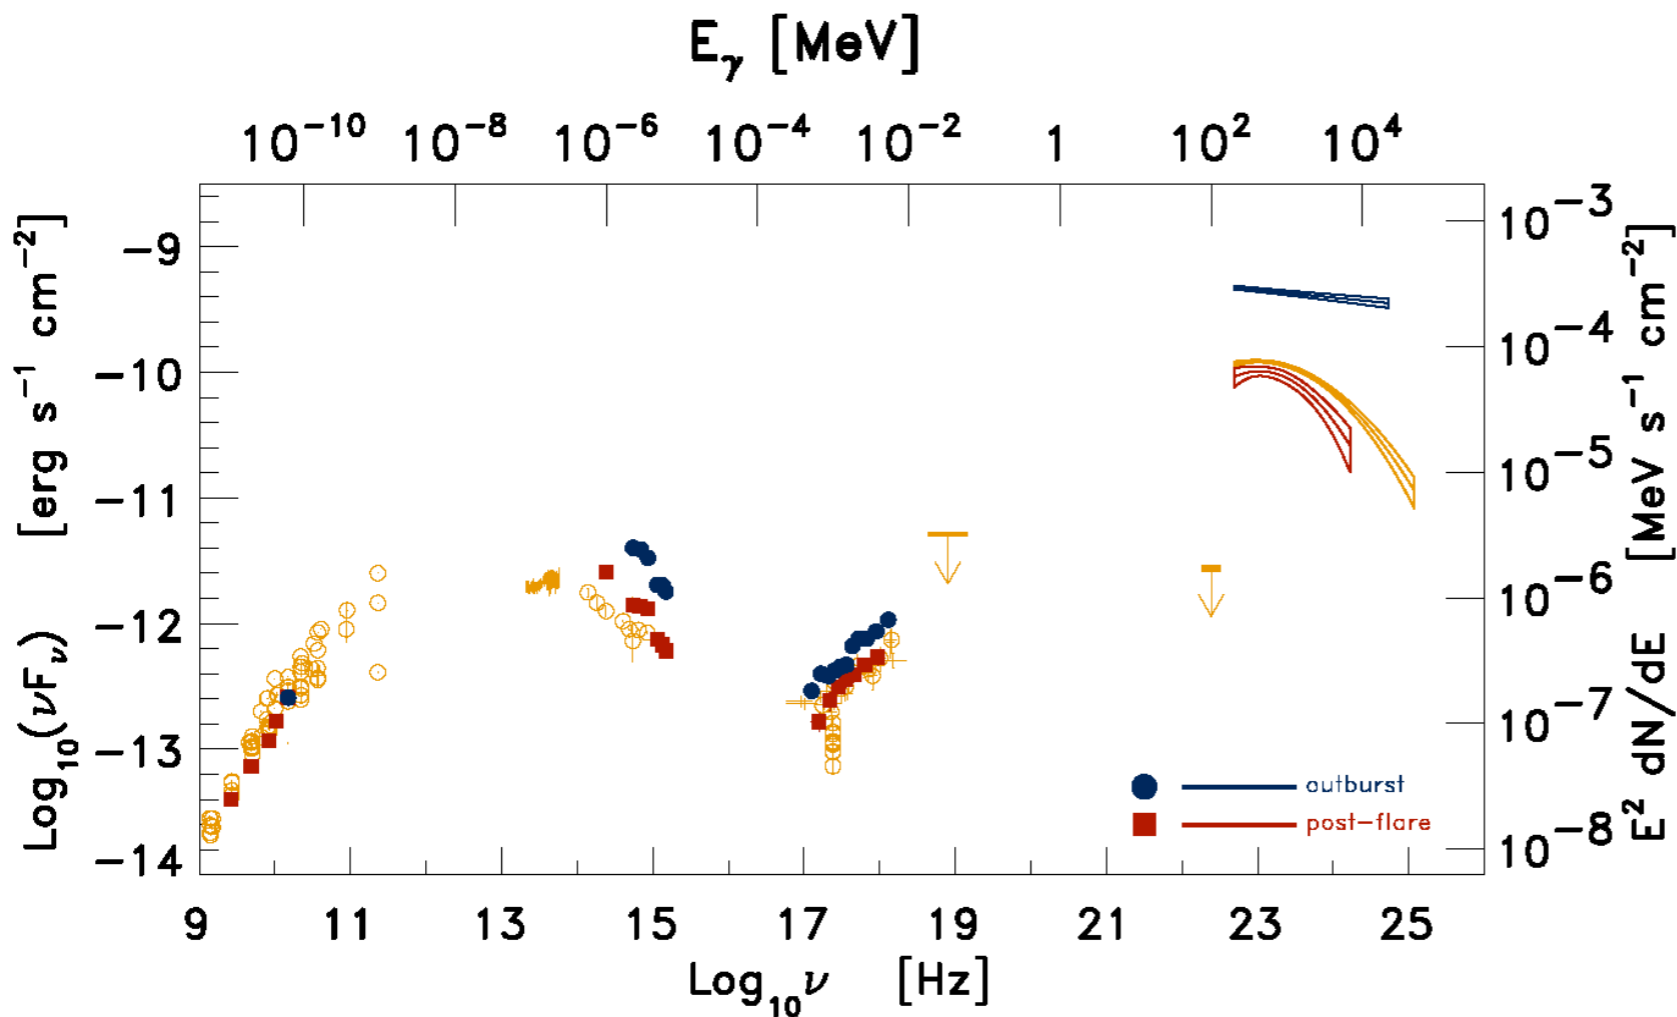 E_γ [MeV]
10^−10 10^−8 10^−6 10^−4 10^−2 1 10^2 10^4
Log_10(νF_ν) [erg s^−1 cm^−2]
−9
−10
−11
−12
−13
−14
10^−3
10^−4
10^−5
10^−6
10^−7
10^−8
E^2 dN/dE [MeV s^−1 cm^−2]
outburst
post−flare
9 11 13 15 17 19 21 23 25
Log_10 ν [Hz]